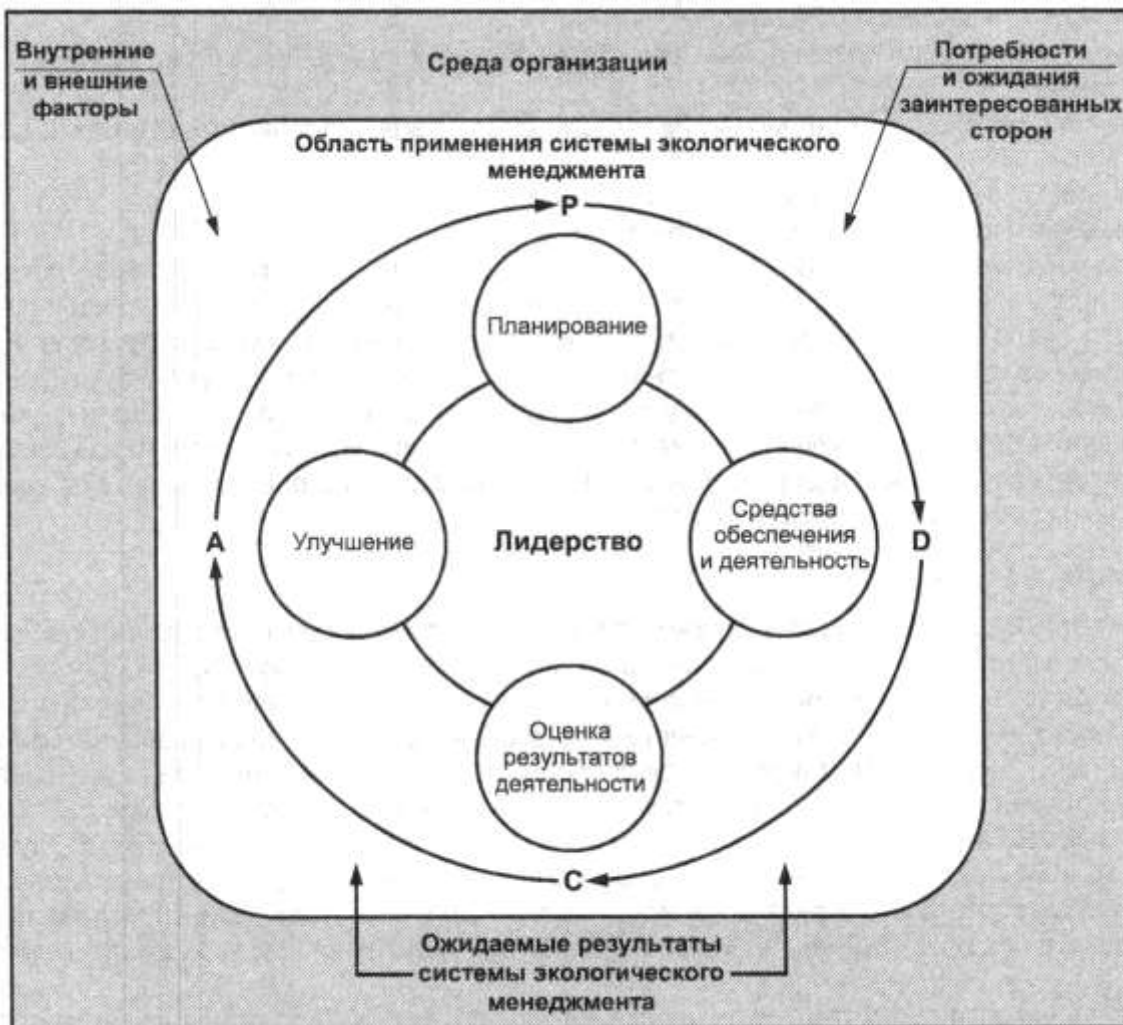 Внутренние
и внешние
факторы
Среда организации
Потребности
и ожидания
заинтересованных
сторон
Область применения системы экологического
менеджмента
P
Планирование
A
Улучшение
Лидерство
Средства
обеспечения
и деятельность
D
Оценка
результатов
деятельности
C
Ожидаемые результаты
системы экологического
менеджмента